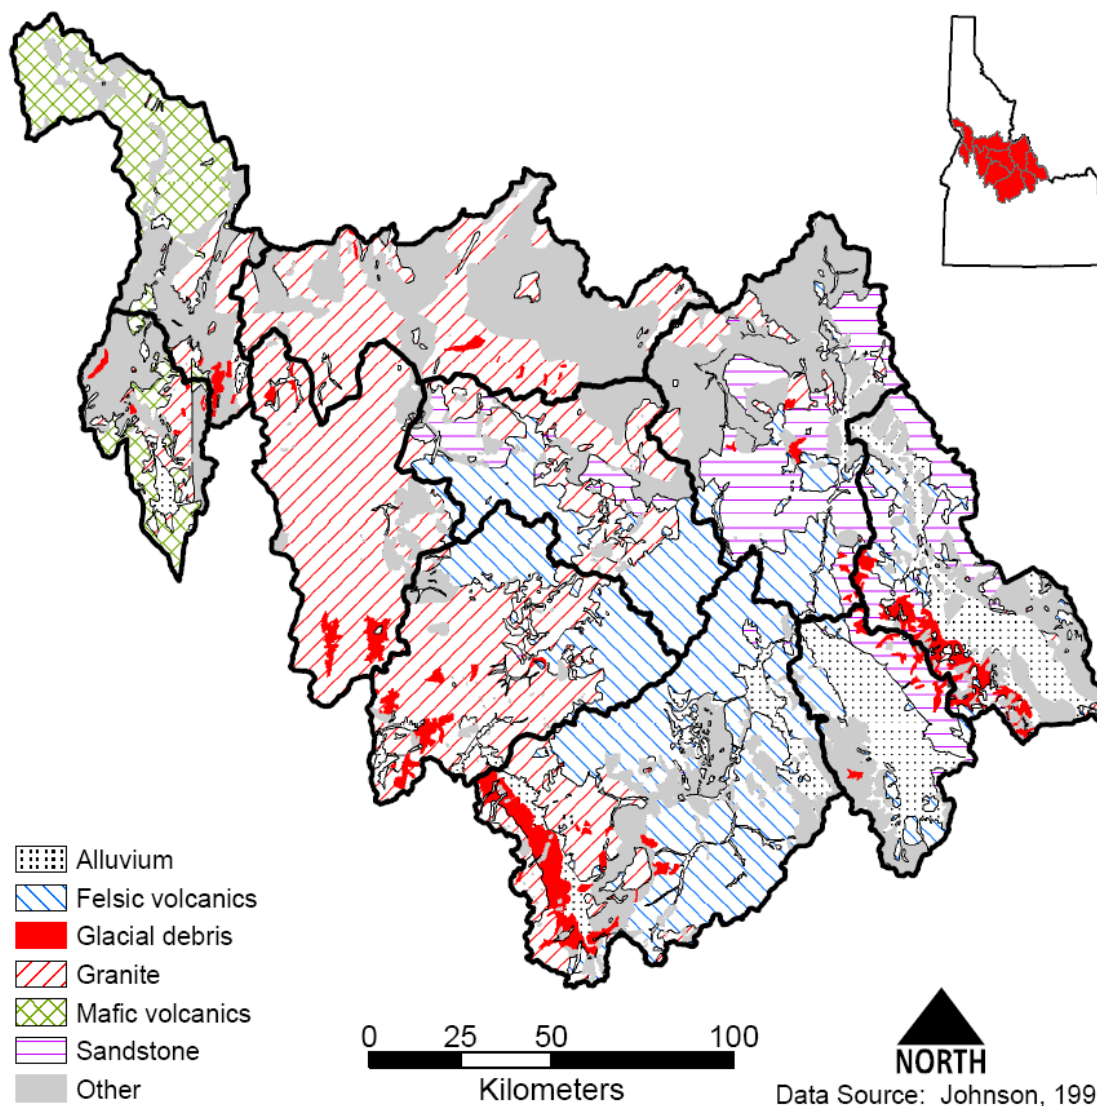 Alluvium
Felsic volcanics
Glacial debris
Granite
Mafic volcanics
Sandstone
Other
0 25 50 100
Kilometers
NORTH
Data Source: Johnson, 199